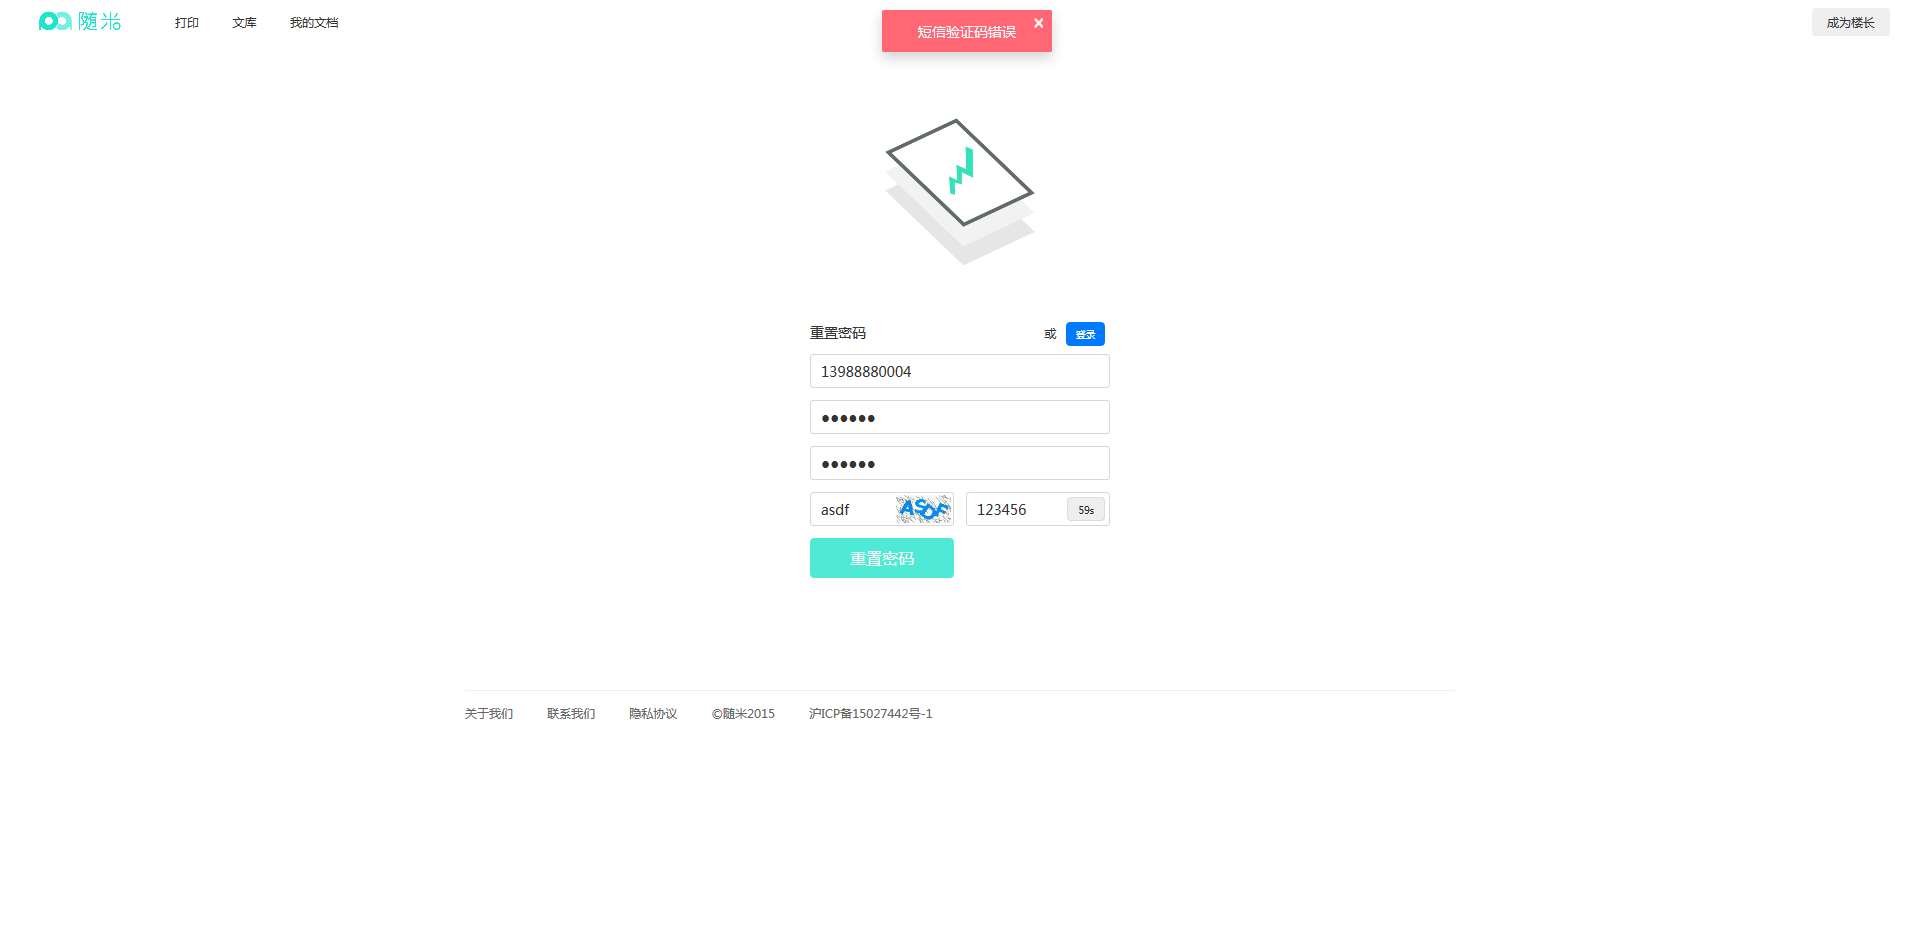 随米
打印
文库
我的文档
短信验证码错误 ×
成为楼长
重置密码
或
登录
13988880004
●●●●●●
●●●●●●
asdf
ASDF
123456
59s
重置密码
关于我们
联系我们
隐私协议
©随米2015
沪ICP备15027442号-1